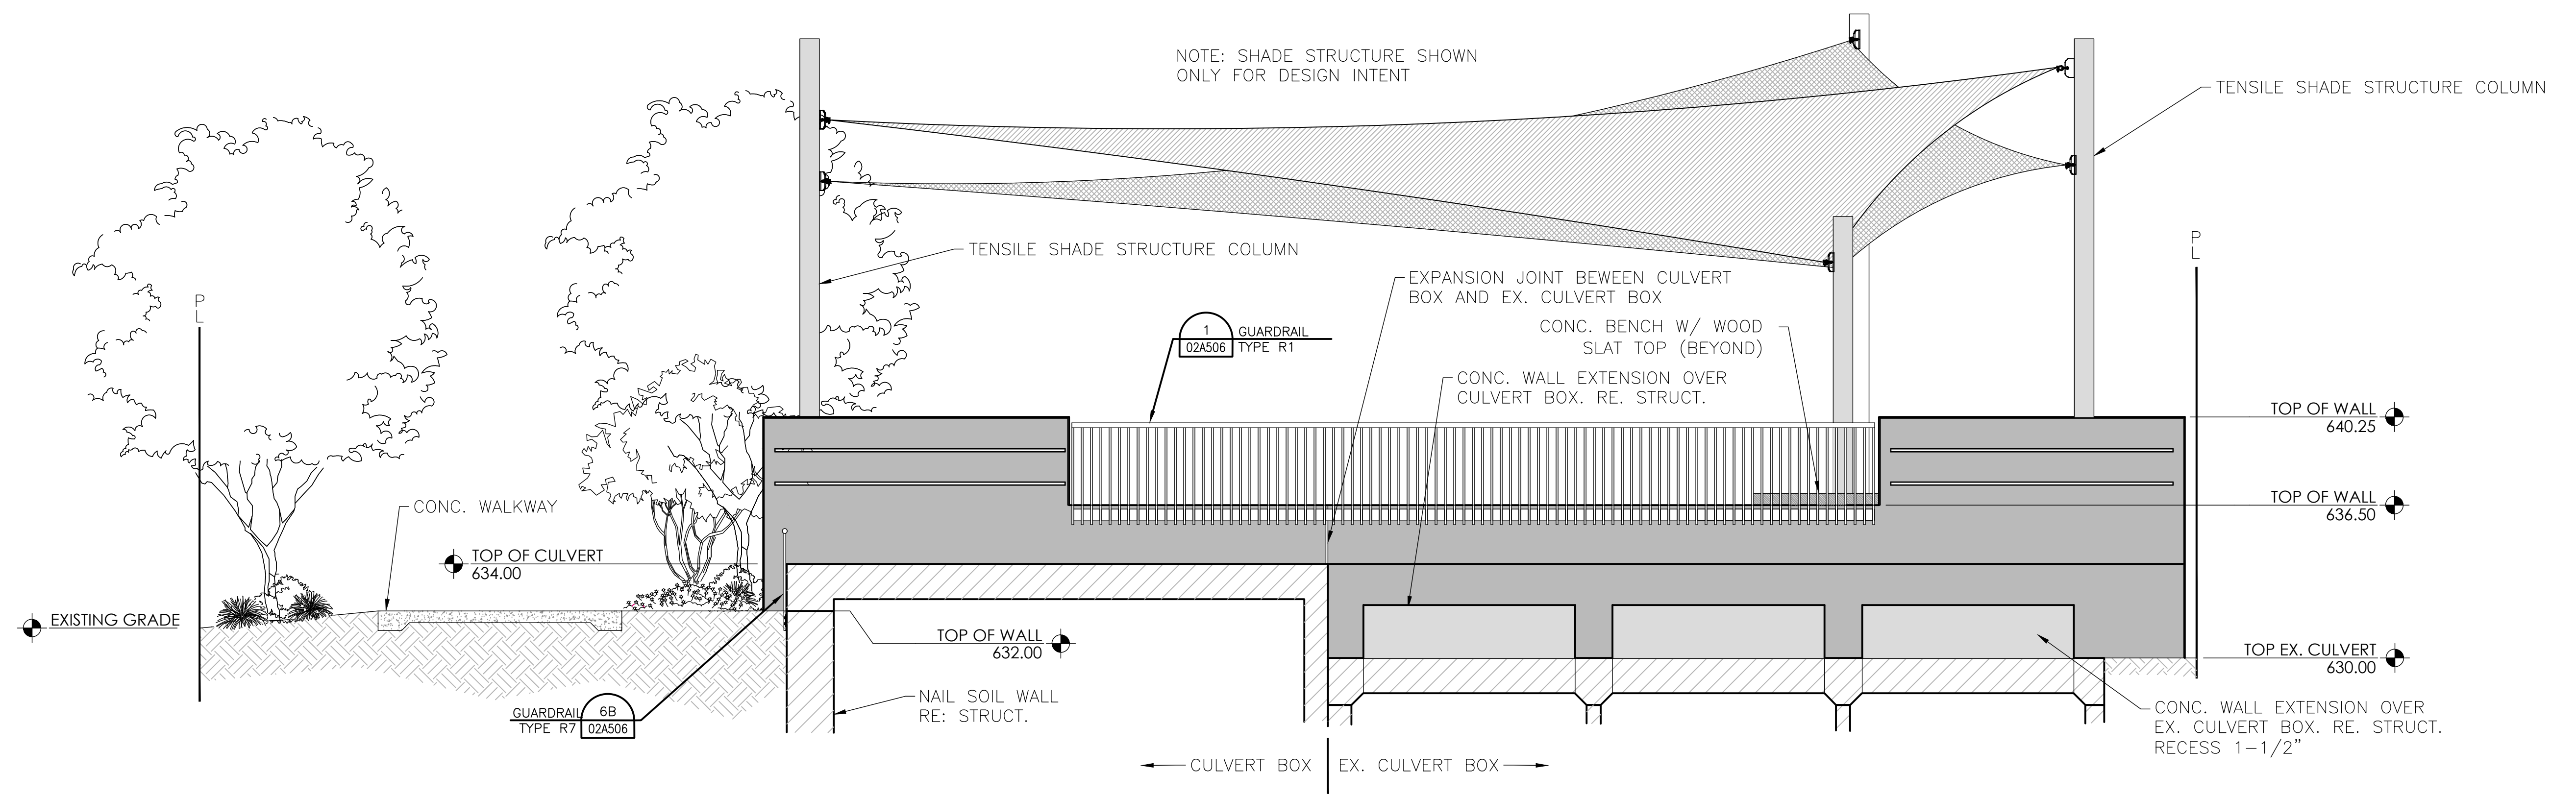 NOTE: SHADE STRUCTURE SHOWN
ONLY FOR DESIGN INTENT
TENSILE SHADE STRUCTURE COLUMN
TENSILE SHADE STRUCTURE COLUMN
P
L
P
L
EXPANSION JOINT BEWEEN CULVERT
BOX AND EX. CULVERT BOX
1
02A506
GUARDRAIL
TYPE R1
CONC. BENCH W/ WOOD
SLAT TOP (BEYOND)
CONC. WALL EXTENSION OVER
CULVERT BOX. RE. STRUCT.
TOP OF WALL
640.25
CONC. WALKWAY
TOP OF WALL
636.50
TOP OF CULVERT
634.00
EXISTING GRADE
TOP OF WALL
632.00
TOP EX. CULVERT
630.00
NAIL SOIL WALL
RE: STRUCT.
GUARDRAIL
TYPE R7
6B
02A506
CONC. WALL EXTENSION OVER
EX. CULVERT BOX. RE. STRUCT.
RECESS 1-1/2"
CULVERT BOX
EX. CULVERT BOX